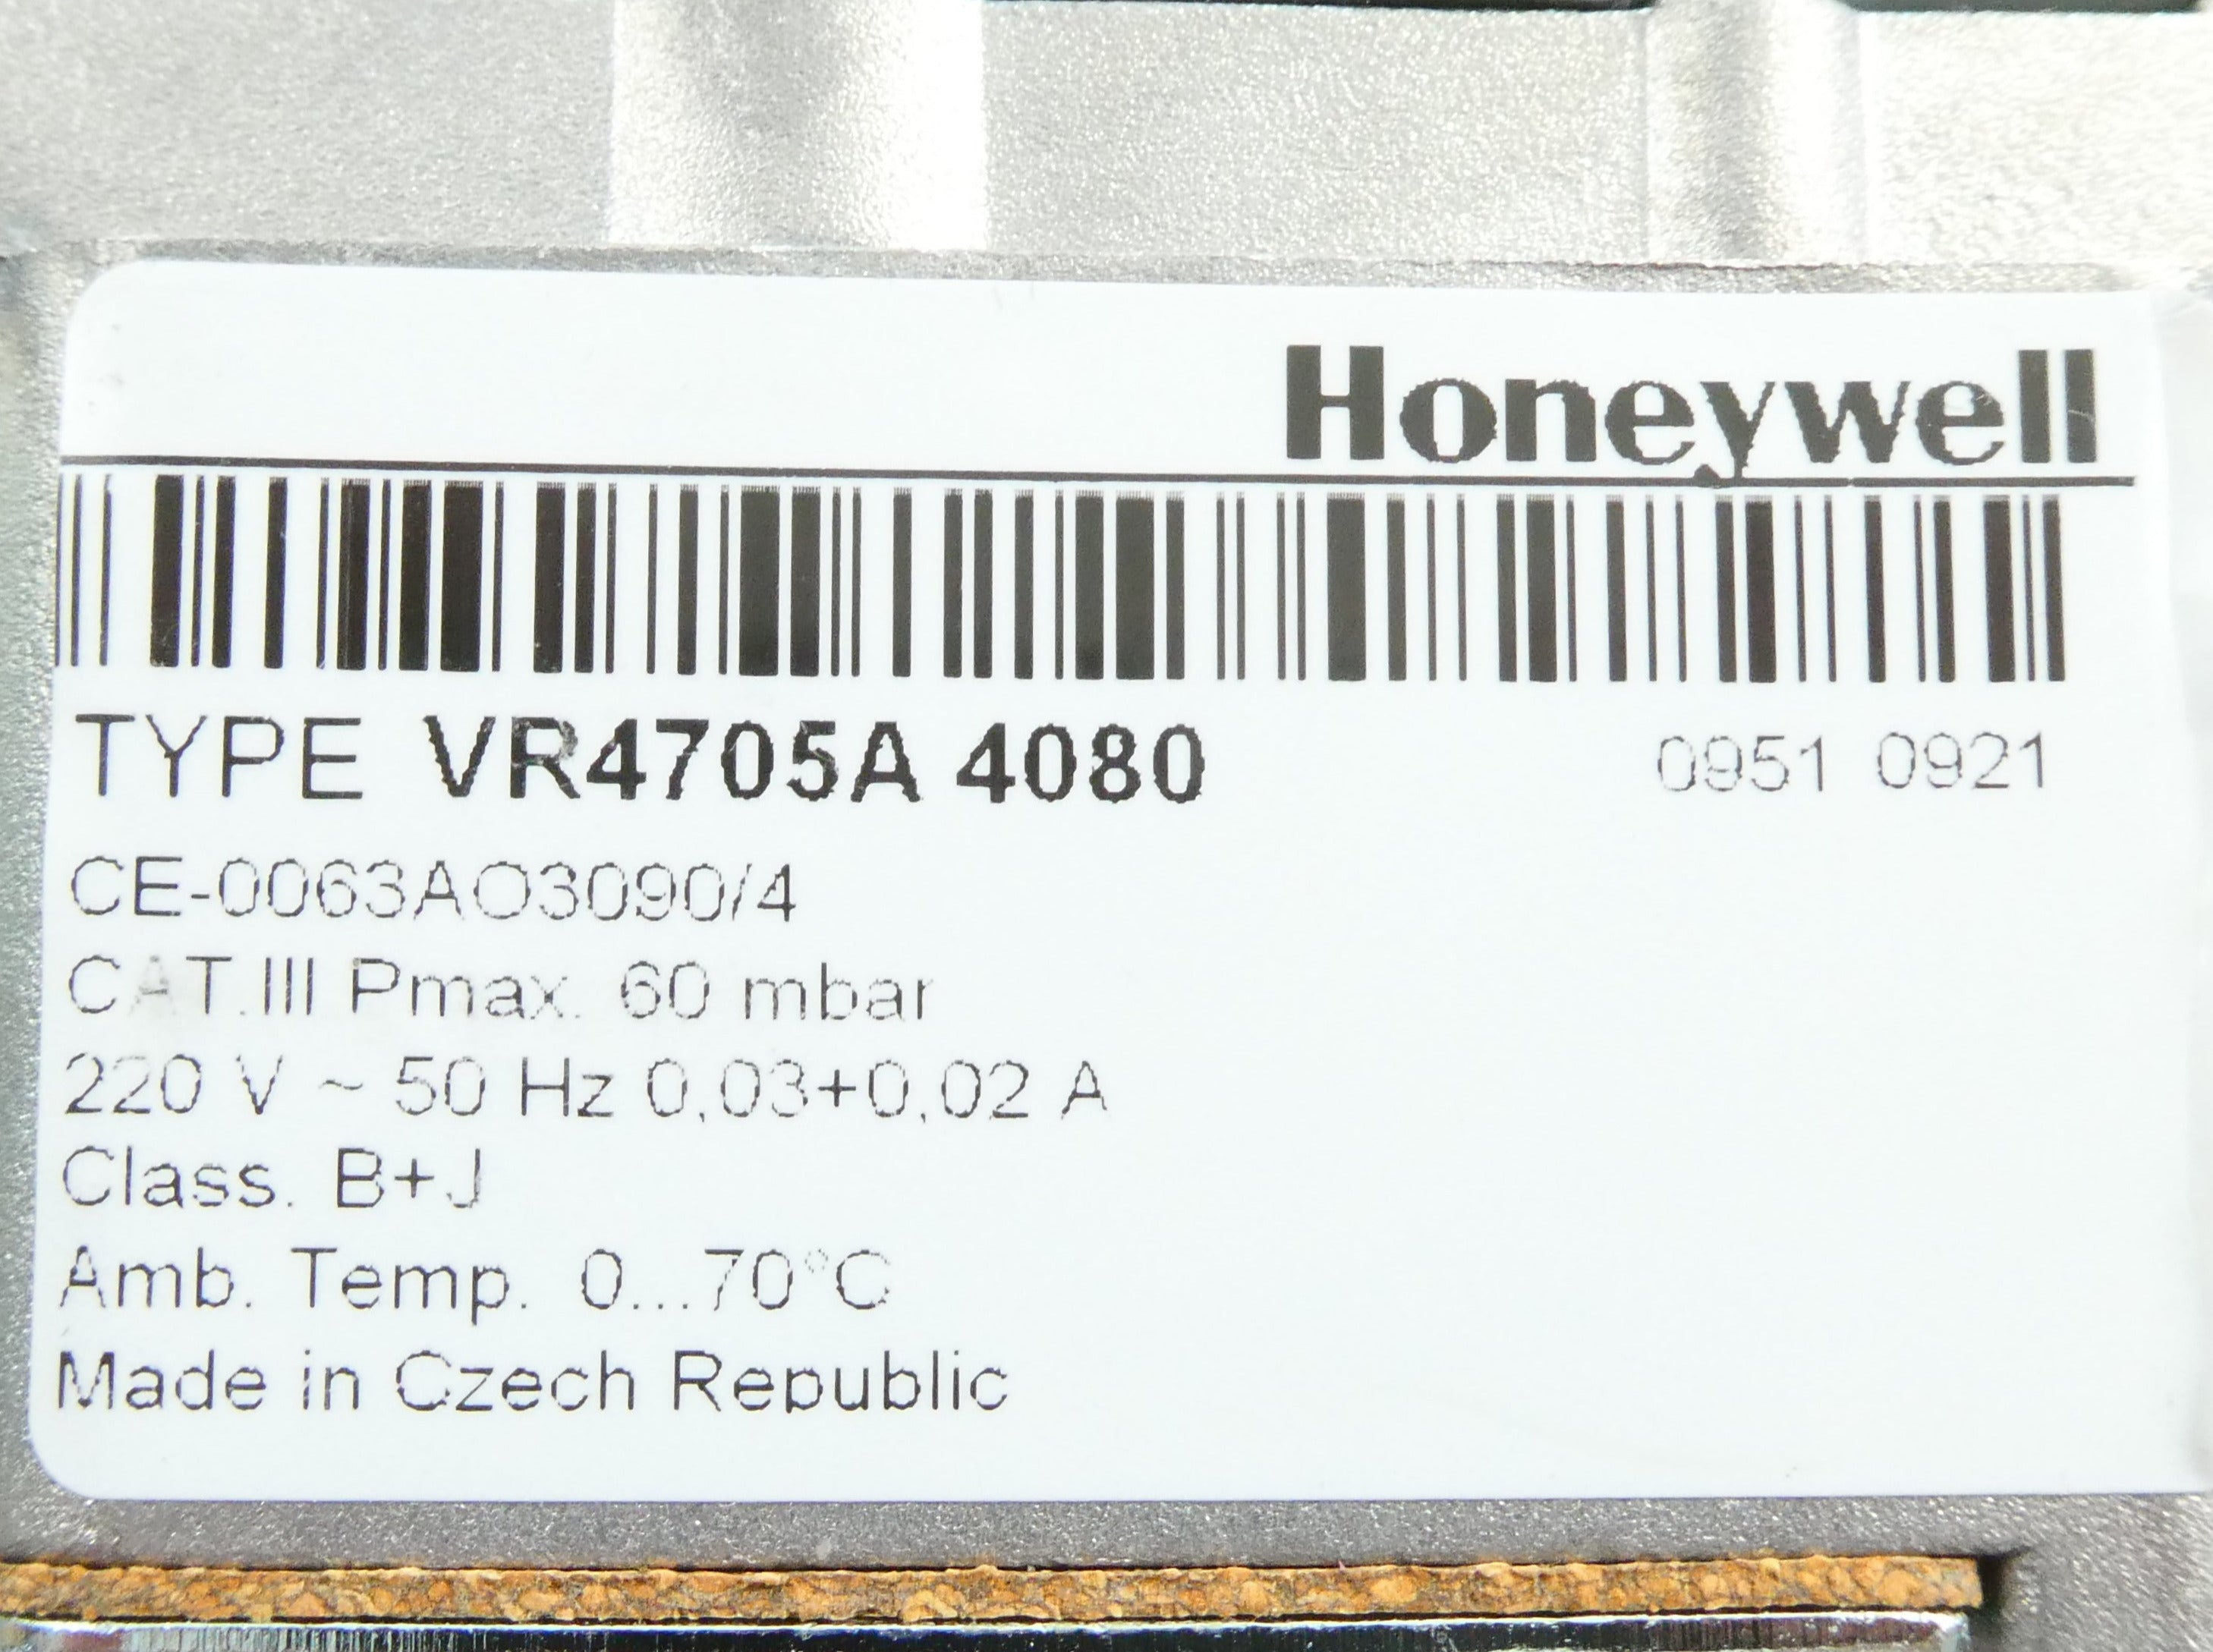 Honeywell
TYPE VR4705A 4080 0951 0921
CE-0063AO3090/4
CAT.III Pmax. 60 mbar
220 V ~ 50 Hz 0,03+0,02 A
Class. B+J
Amb. Temp. 0...70°C
Made in Czech Republic